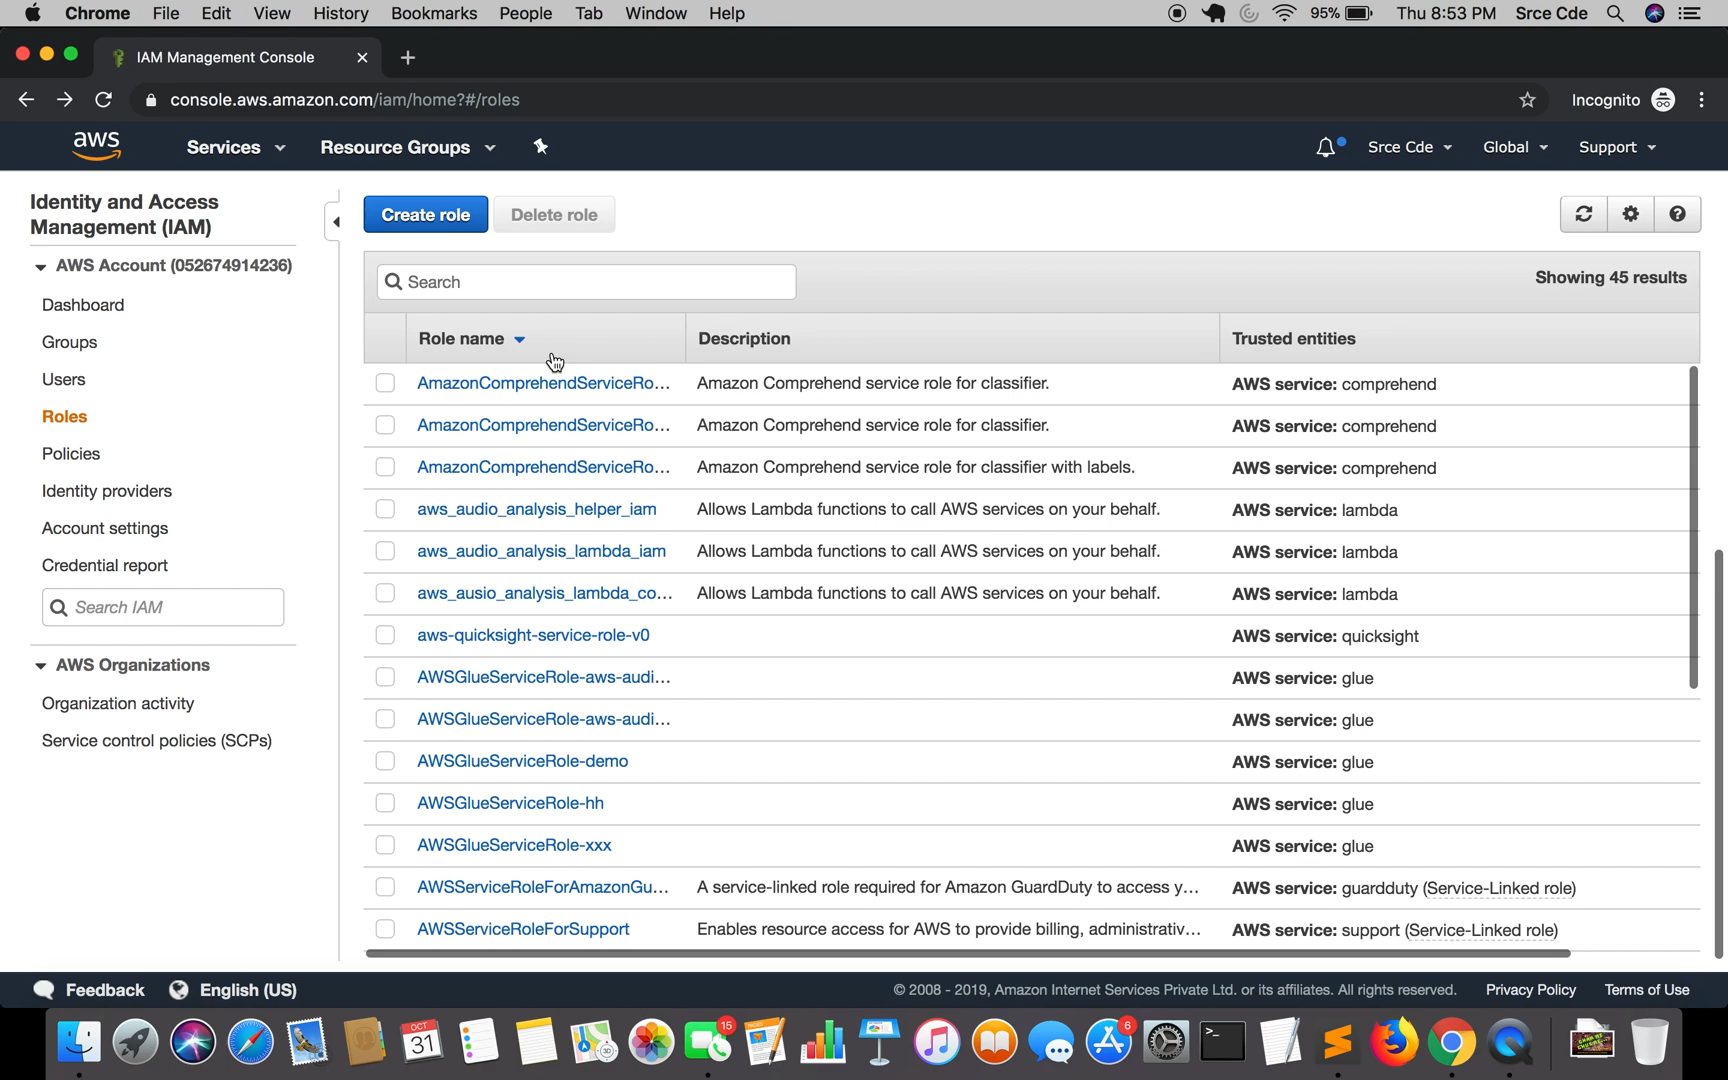 Chrome File Edit View History Bookmarks People Tab Window Help 95% Thu 8:53 PM Srce Cde
IAM Management Console
console.aws.amazon.com/iam/home?#/roles Incognito
aws Services Resource Groups Srce Cde Global Support
Identity and Access
Management (IAM)
AWS Account (052674914236)
Dashboard
Groups
Users
Roles
Policies
Identity providers
Account settings
Credential report
Search IAM
AWS Organizations
Organization activity
Service control policies (SCPs)
Create role Delete role
Search Showing 45 results
Role name Description Trusted entities
AmazonComprehendServiceRo... Amazon Comprehend service role for classifier. AWS service: comprehend
AmazonComprehendServiceRo... Amazon Comprehend service role for classifier. AWS service: comprehend
AmazonComprehendServiceRo... Amazon Comprehend service role for classifier with labels. AWS service: comprehend
aws_audio_analysis_helper_iam Allows Lambda functions to call AWS services on your behalf. AWS service: lambda
aws_audio_analysis_lambda_iam Allows Lambda functions to call AWS services on your behalf. AWS service: lambda
aws_ausio_analysis_lambda_co... Allows Lambda functions to call AWS services on your behalf. AWS service: lambda
aws-quicksight-service-role-v0 AWS service: quicksight
AWSGlueServiceRole-aws-audi... AWS service: glue
AWSGlueServiceRole-aws-audi... AWS service: glue
AWSGlueServiceRole-demo AWS service: glue
AWSGlueServiceRole-hh AWS service: glue
AWSGlueServiceRole-xxx AWS service: glue
AWSServiceRoleForAmazonGu... A service-linked role required for Amazon GuardDuty to access y... AWS service: guardduty (Service-Linked role)
AWSServiceRoleForSupport Enables resource access for AWS to provide billing, administrativ... AWS service: support (Service-Linked role)
Feedback English (US) © 2008 - 2019, Amazon Internet Services Private Ltd. or its affiliates. All rights reserved. Privacy Policy Terms of Use
OCT
31
15
6